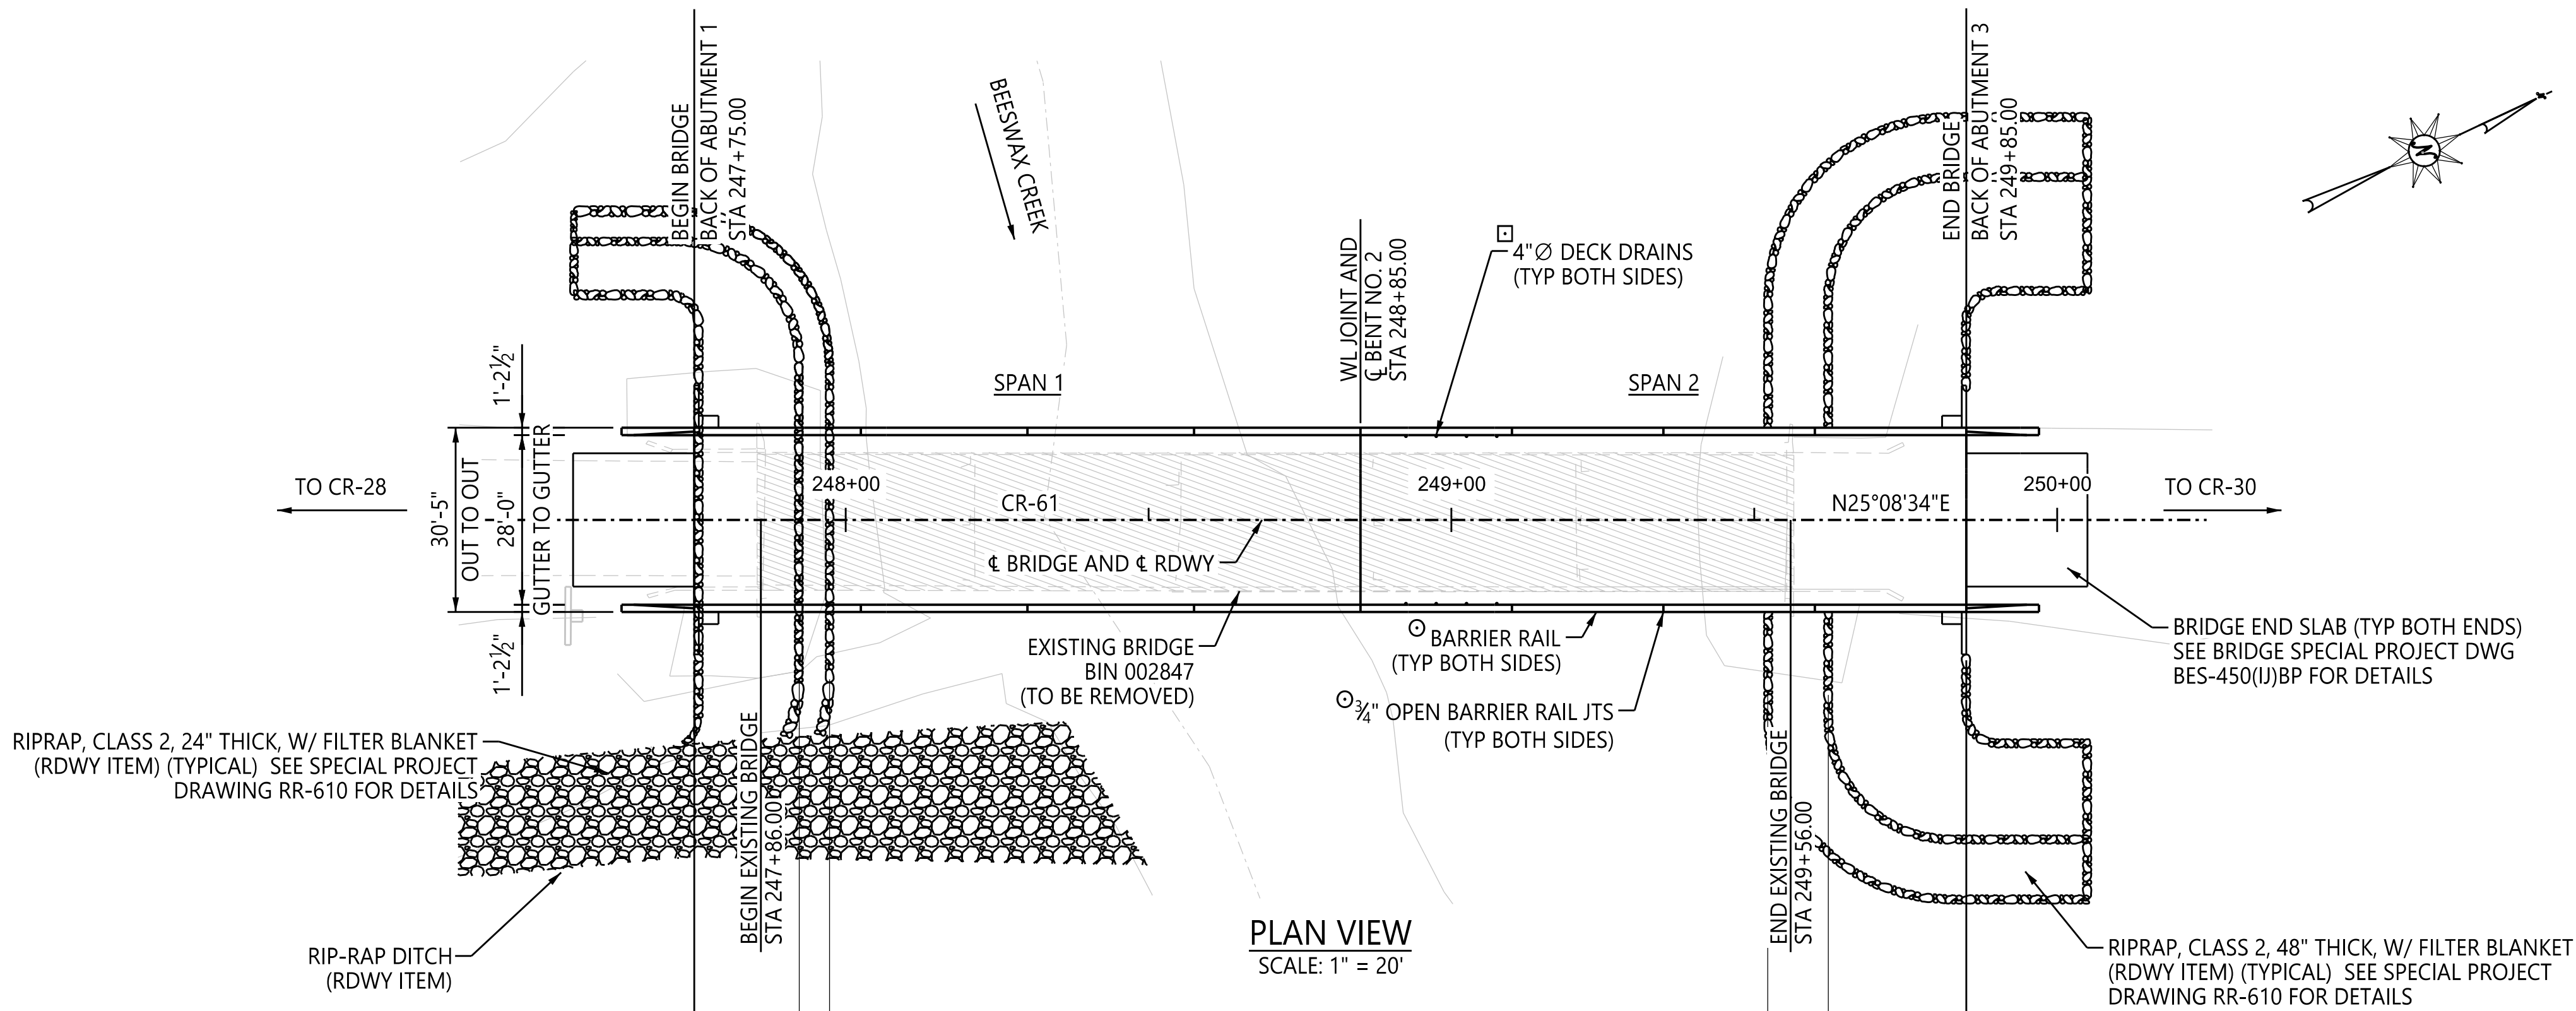 BEGIN BRIDGE
BACK OF ABUTMENT 1
STA 247+75.00
BEESWAX CREEK
WL JOINT AND
℄ BENT NO. 2
STA 248+85.00
4"Ø DECK DRAINS
(TYP BOTH SIDES)
END BRIDGE
BACK OF ABUTMENT 3
STA 249+85.00
N
SPAN 1
SPAN 2
1'-2½"
30'-5"
OUT TO OUT
28'-0"
GUTTER TO GUTTER
1'-2½"
TO CR-28
248+00
CR-61
249+00
N25°08'34"E
250+00
TO CR-30
℄ BRIDGE AND ℄ RDWY
EXISTING BRIDGE
BIN 002847
(TO BE REMOVED)
BARRIER RAIL
(TYP BOTH SIDES)
¾" OPEN BARRIER RAIL JTS
(TYP BOTH SIDES)
BRIDGE END SLAB (TYP BOTH ENDS)
SEE BRIDGE SPECIAL PROJECT DWG
BES-450(IJ)BP FOR DETAILS
RIPRAP, CLASS 2, 24" THICK, W/ FILTER BLANKET
(RDWY ITEM) (TYPICAL) SEE SPECIAL PROJECT
DRAWING RR-610 FOR DETAILS
BEGIN EXISTING BRIDGE
STA 247+86.00
END EXISTING BRIDGE
STA 249+56.00
RIP-RAP DITCH
(RDWY ITEM)
PLAN VIEW
SCALE: 1" = 20'
RIPRAP, CLASS 2, 48" THICK, W/ FILTER BLANKET
(RDWY ITEM) (TYPICAL) SEE SPECIAL PROJECT
DRAWING RR-610 FOR DETAILS